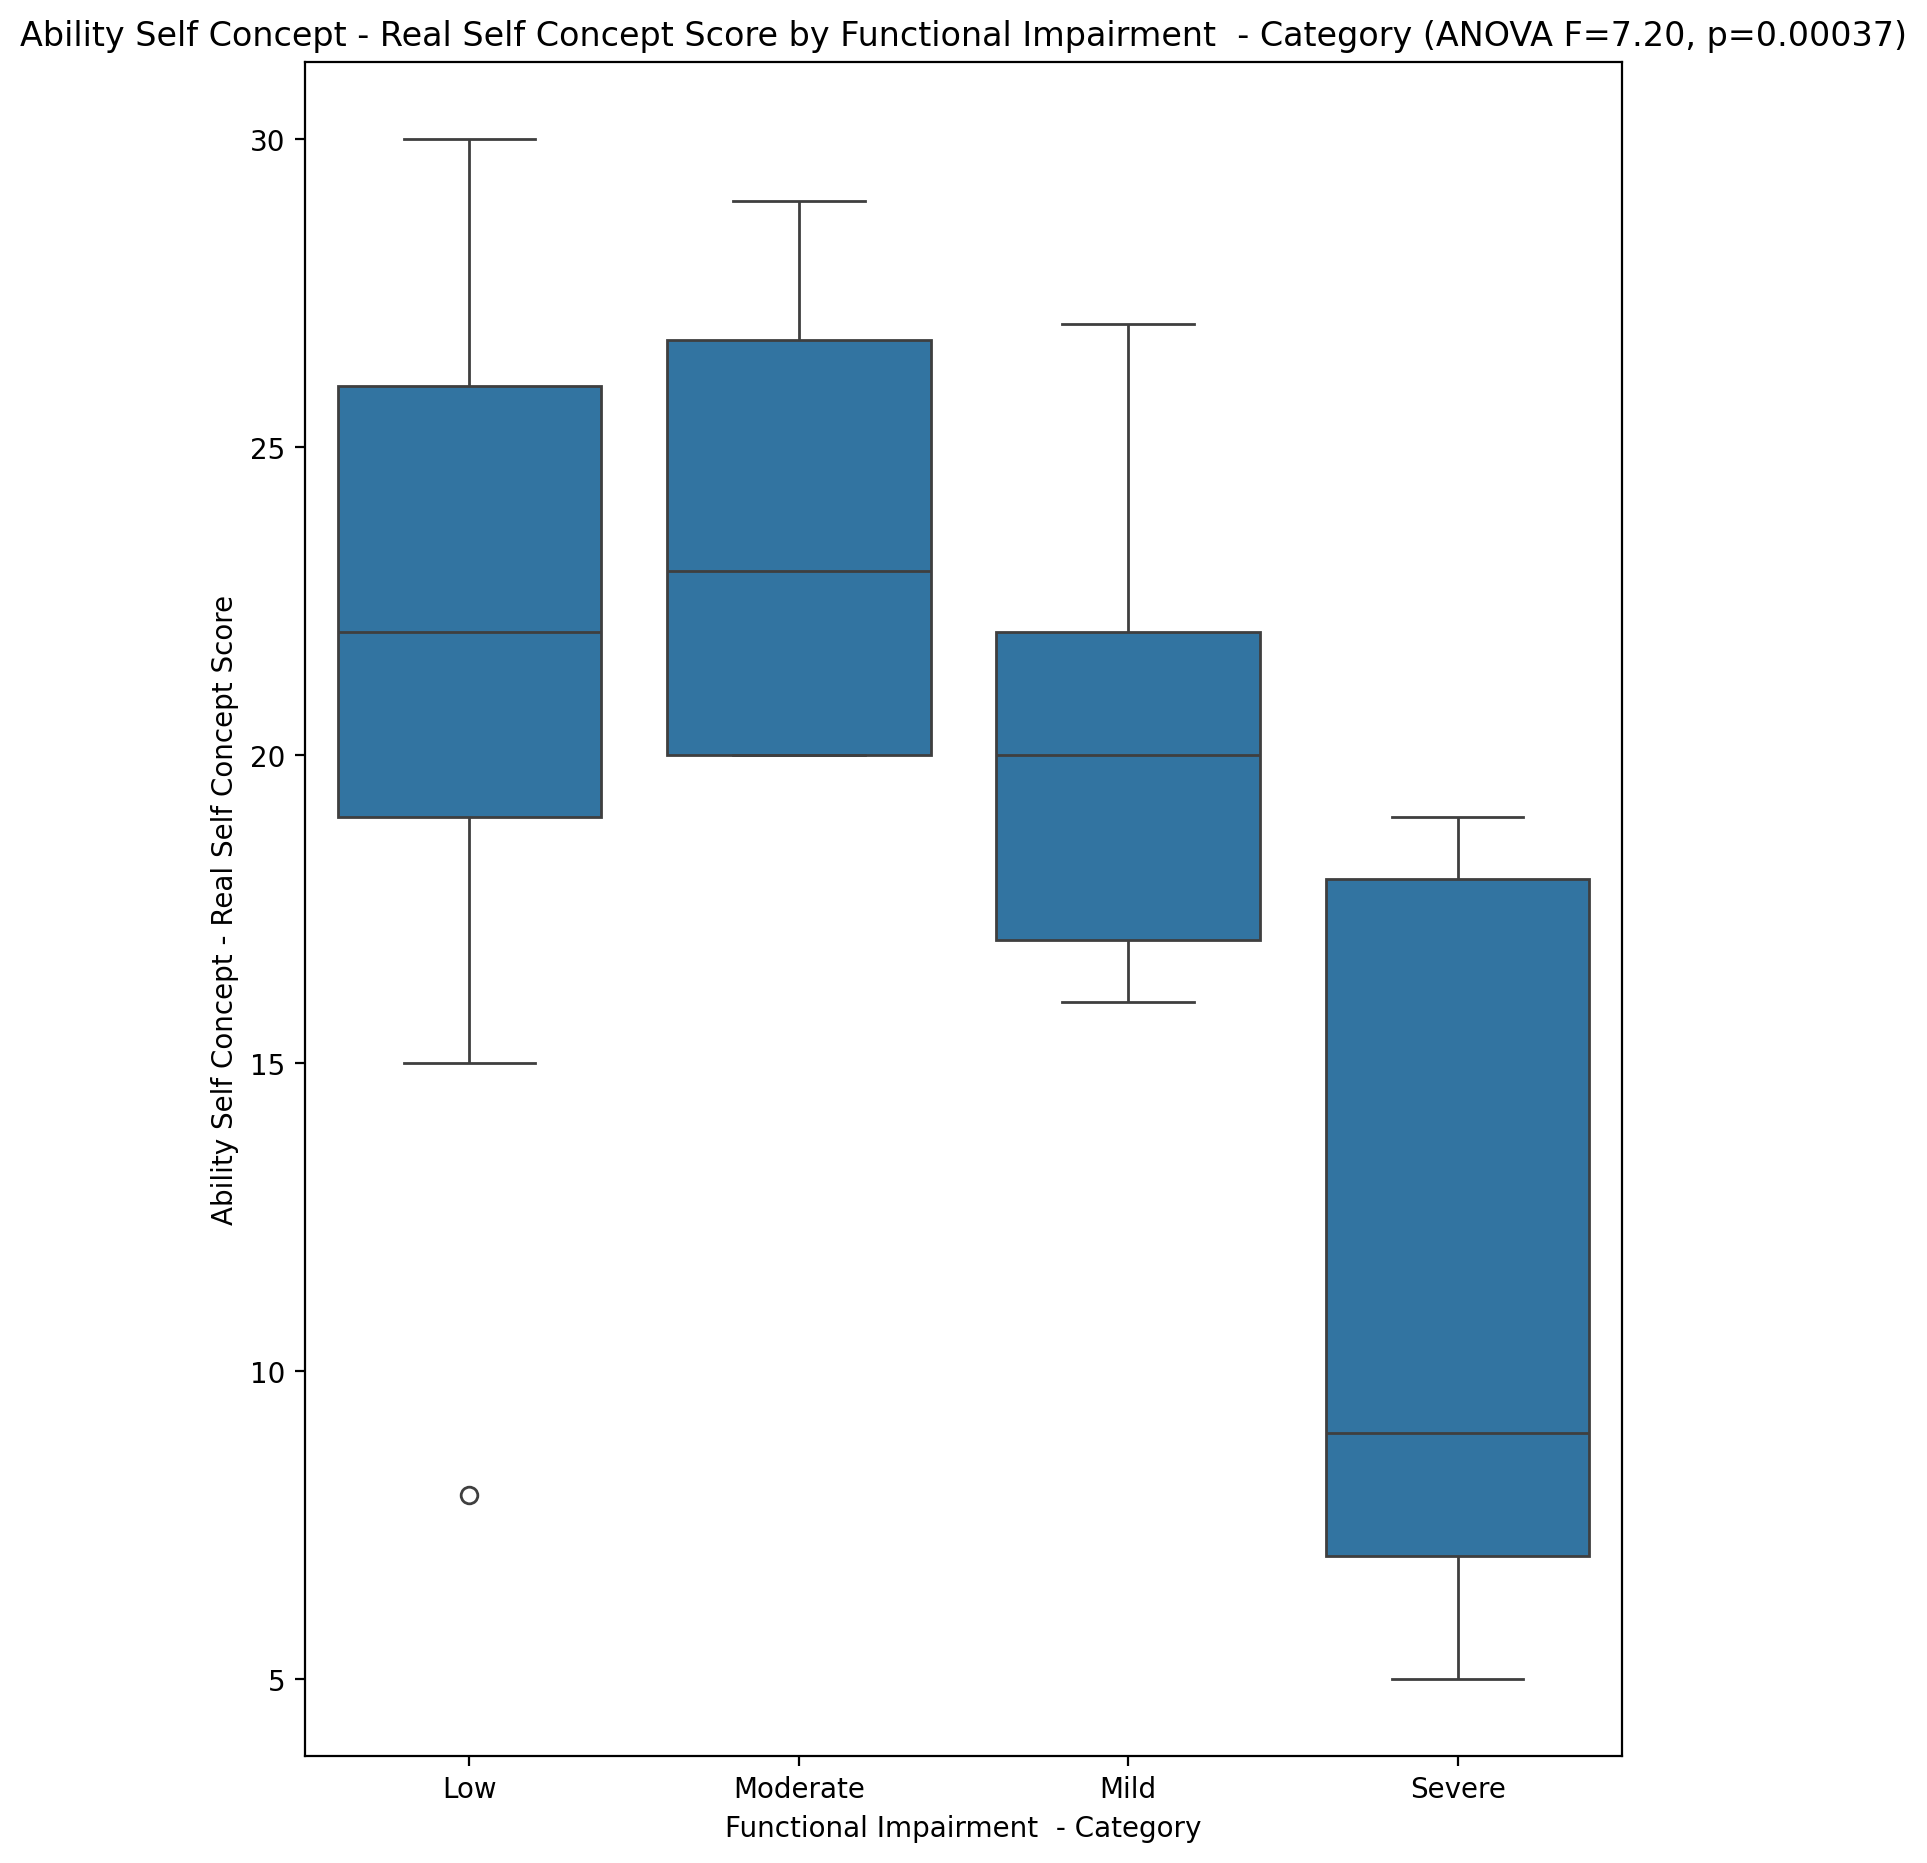 Ability Self Concept - Real Self Concept Score by Functional Impairment  - Category (ANOVA F=7.20, p=0.00037)
Ability Self Concept - Real Self Concept Score
30
25
20
15
10
5
Low
Moderate
Mild
Severe
Functional Impairment  - Category